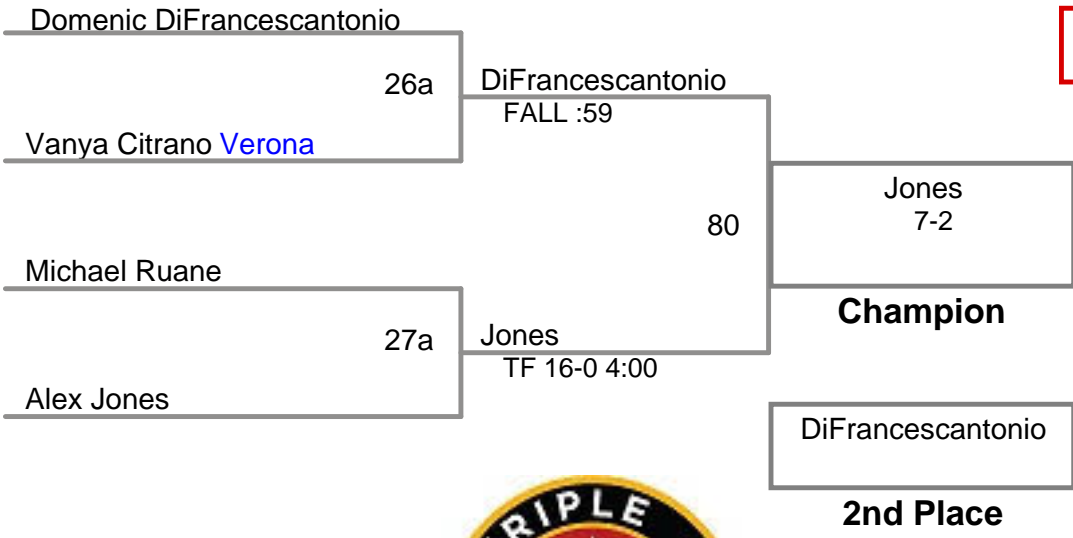 Domenic DiFrancescantonio
26a
DiFrancescantonio
FALL :59
Vanya Citrano Verona
80
Jones
7-2
Champion
Michael Ruane
27a
Jones
TF 16-0 4:00
Alex Jones
DiFrancescantonio
2nd Place
RIPLE